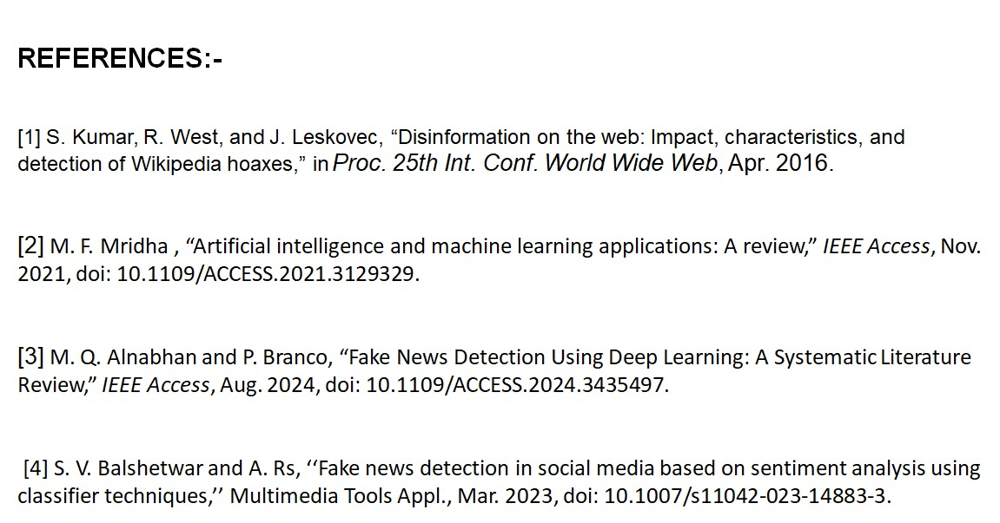 REFERENCES:-
[1] S. Kumar, R. West, and J. Leskovec, “Disinformation on the web: Impact, characteristics, and
detection of Wikipedia hoaxes,” in Proc. 25th Int. Conf. World Wide Web, Apr. 2016.
[2] M. F. Mridha , “Artificial intelligence and machine learning applications: A review,” IEEE Access, Nov.
2021, doi: 10.1109/ACCESS.2021.3129329.
[3] M. Q. Alnabhan and P. Branco, “Fake News Detection Using Deep Learning: A Systematic Literature
Review,” IEEE Access, Aug. 2024, doi: 10.1109/ACCESS.2024.3435497.
[4] S. V. Balshetwar and A. Rs, ‘‘Fake news detection in social media based on sentiment analysis using
classifier techniques,’’ Multimedia Tools Appl., Mar. 2023, doi: 10.1007/s11042-023-14883-3.